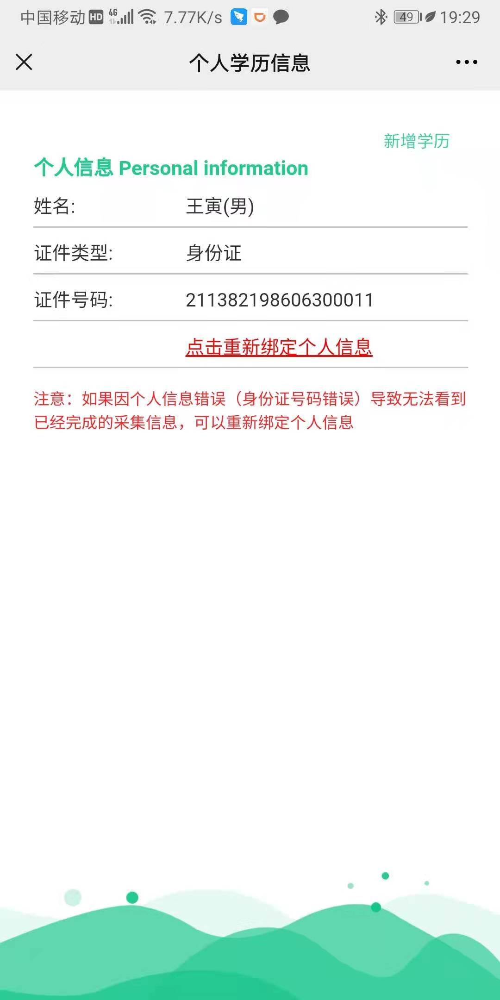 中国移动 HD 4G 7.77K/s 49 19:29
个人学历信息
新增学历
个人信息 Personal information
姓名: 王寅(男)
证件类型: 身份证
证件号码: 211382198606300011
点击重新绑定个人信息
注意：如果因个人信息错误（身份证号码错误）导致无法看到
已经完成的采集信息，可以重新绑定个人信息